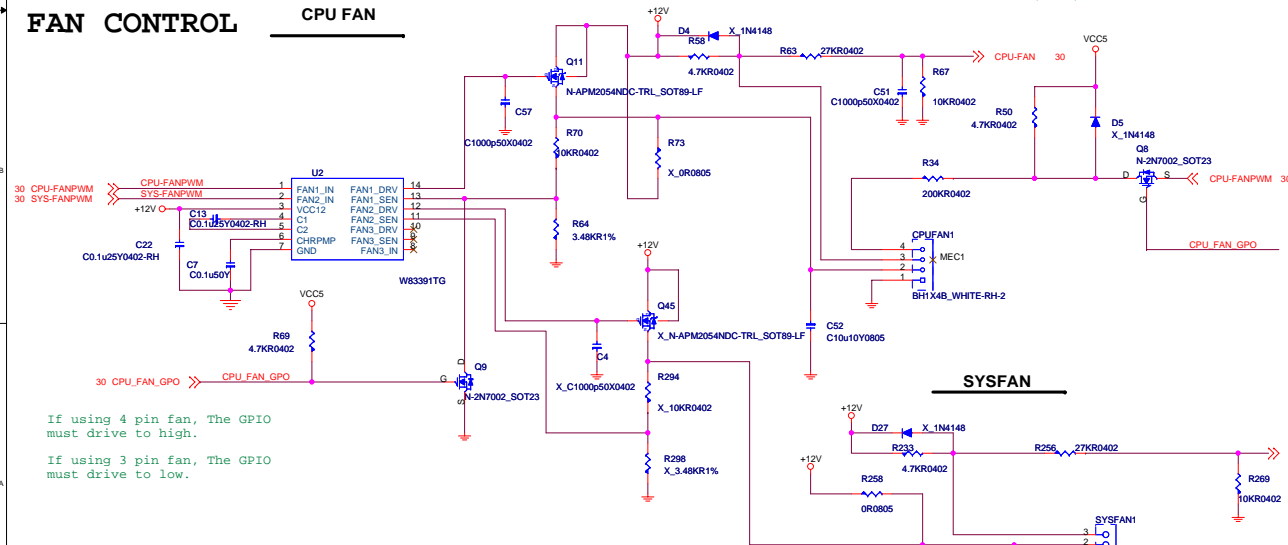 FAN CONTROL
CPU FAN
+12V
D4
X_1N4148
R58
4.7KR0402
R63
27KR0402
CPU-FAN 30
VCC5
Q11
N-APM2054NDC-TRL_SOT89-LF
C57
C1000p50X0402
C51
C1000p50X0402
R67
10KR0402
R50
4.7KR0402
D5
X_1N4148
Q8
N-2N7002_SOT23
R70
10KR0402
R73
X_0R0805
R34
200KR0402
D
S
G
CPU-FANPWM 30
U2
30 CPU-FANPWM
CPU-FANPWM
30 SYS-FANPWM
SYS-FANPWM
+12V
1 FAN1_IN FAN1_DRV 14
2 FAN2_IN FAN1_SEN 13
3 VCC12 FAN2_DRV 12
4 C1 FAN2_SEN 11
5 C2 FAN3_DRV 10
6 CHRPMP FAN3_SEN 9
7 GND FAN3_IN 8
W83391TG
C13
C0.1u25Y0402-RH
C22
C0.1u25Y0402-RH
C7
C0.1u50Y
R64
3.48KR1%
CPUFAN1
4
3
2
1
MEC1
BH1X4B_WHITE-RH-2
CPU_FAN_GPO
+12V
Q45
X_N-APM2054NDC-TRL_SOT89-LF
C52
C10u10Y0805
VCC5
R69
4.7KR0402
C4
X_C1000p50X0402
30 CPU_FAN_GPO
CPU_FAN_GPO
D
G
S
Q9
N-2N7002_SOT23
R294
X_10KR0402
R298
X_3.48KR1%
If using 4 pin fan, The GPIO
must drive to high.
If using 3 pin fan, The GPIO
must drive to low.
SYSFAN
+12V
D27
X_1N4148
R233
4.7KR0402
R256
27KR0402
+12V
R258
0R0805
R269
10KR0402
SYSFAN1
3
2
B
A